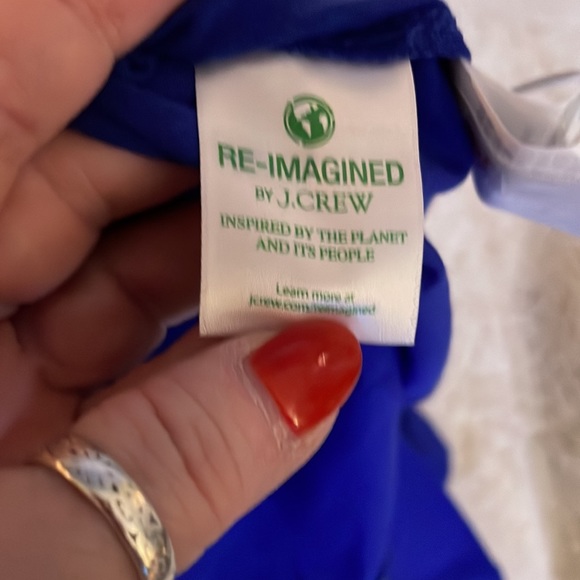 RE-IMAGINED
BY J.CREW
INSPIRED BY THE PLANET
AND ITS PEOPLE
Learn more at
jcrew.com/reimagined